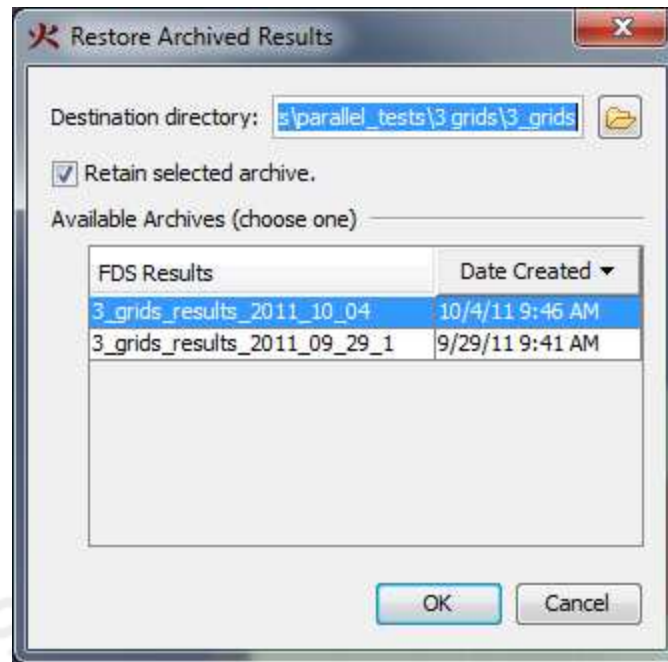 火 Restore Archived Results
Destination directory: s\parallel_tests\3 grids\3_grids
Retain selected archive.
Available Archives (choose one)
FDS Results Date Created
3_grids_results_2011_10_04 10/4/11 9:46 AM
3_grids_results_2011_09_29_1 9/29/11 9:41 AM
OK Cancel